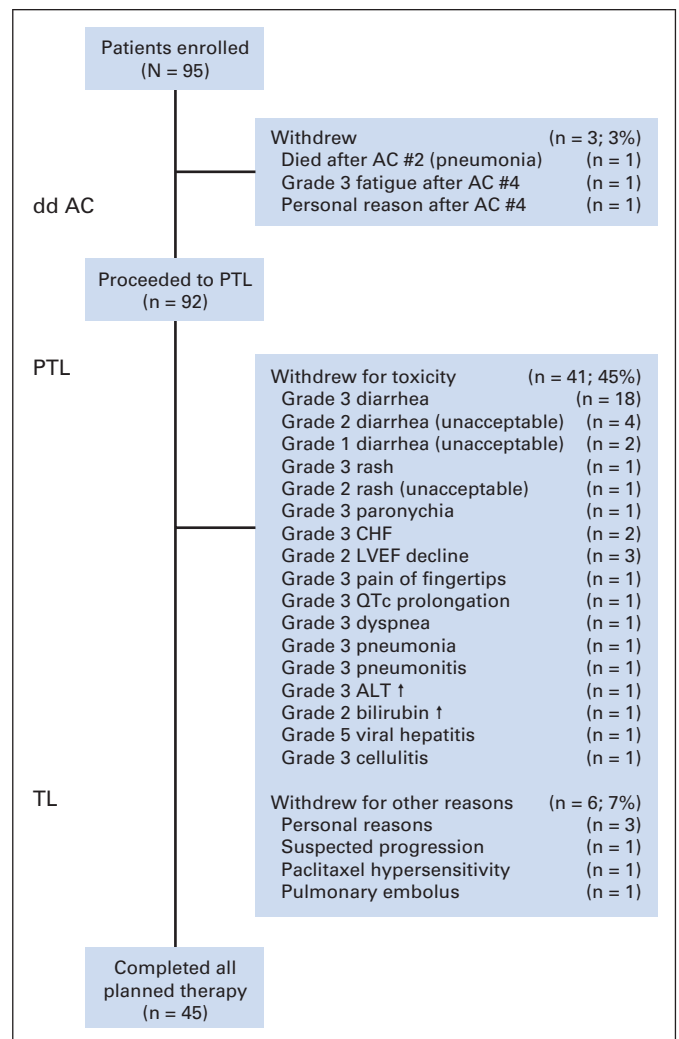 Patients enrolled
(N = 95)
Withdrew (n = 3; 3%)
Died after AC #2 (pneumonia) (n = 1)
Grade 3 fatigue after AC #4 (n = 1)
Personal reason after AC #4 (n = 1)
dd AC
Proceeded to PTL
(n = 92)
PTL
Withdrew for toxicity (n = 41; 45%)
Grade 3 diarrhea (n = 18)
Grade 2 diarrhea (unacceptable) (n = 4)
Grade 1 diarrhea (unacceptable) (n = 2)
Grade 3 rash (n = 1)
Grade 2 rash (unacceptable) (n = 1)
Grade 3 paronychia (n = 1)
Grade 3 CHF (n = 2)
Grade 2 LVEF decline (n = 3)
Grade 3 pain of fingertips (n = 1)
Grade 3 QTc prolongation (n = 1)
Grade 3 dyspnea (n = 1)
Grade 3 pneumonia (n = 1)
Grade 3 pneumonitis (n = 1)
Grade 3 ALT ↑ (n = 1)
Grade 2 bilirubin ↑ (n = 1)
Grade 5 viral hepatitis (n = 1)
Grade 3 cellulitis (n = 1)
TL
Withdrew for other reasons (n = 6; 7%)
Personal reasons (n = 3)
Suspected progression (n = 1)
Paclitaxel hypersensitivity (n = 1)
Pulmonary embolus (n = 1)
Completed all
planned therapy
(n = 45)